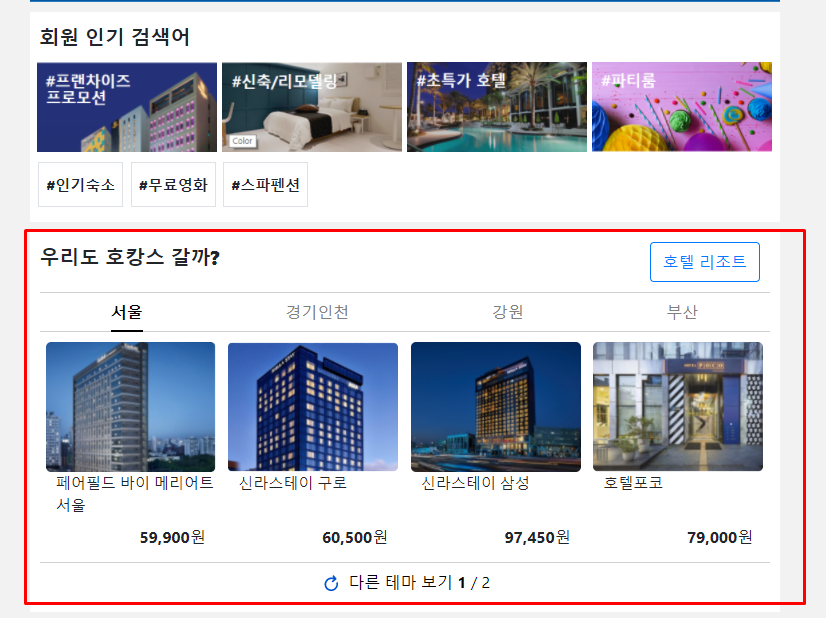 회원 인기 검색어
#프랜차이즈
프로모션
#신축/리모델링
#초특가 호텔
#파티룸
Color
#인기숙소
#무료영화
#스파펜션
우리도 호캉스 갈까?
호텔 리조트
서울
경기인천
강원
부산
페어필드 바이 메리어트
서울
신라스테이 구로
신라스테이 삼성
호텔포코
59,900원
60,500원
97,450원
79,000원
다른 테마 보기 1 / 2